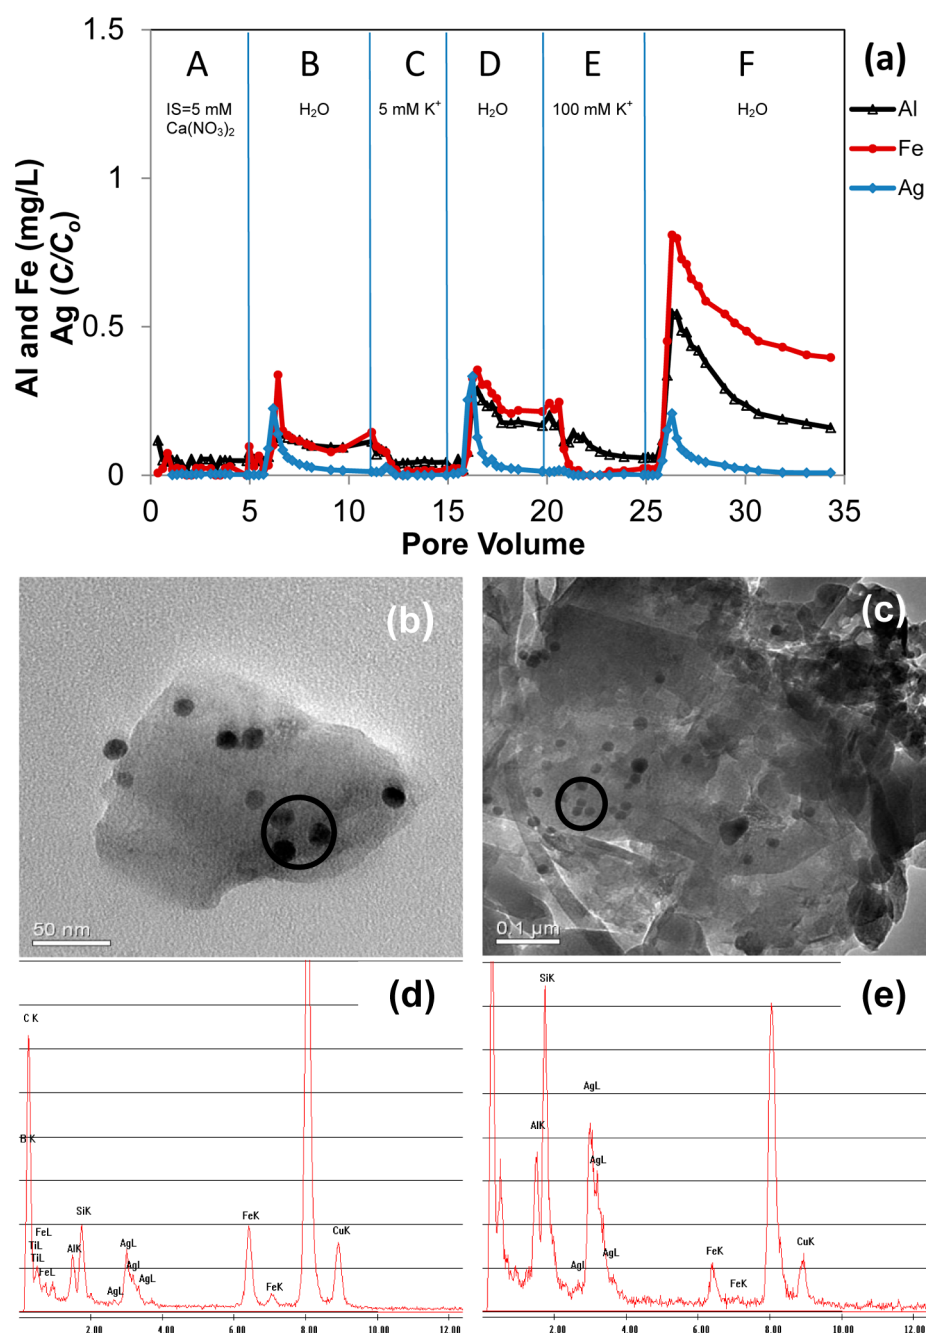 1.5
A B C D E F
(a)
IS=5 mM
Ca(NO₃)₂
H₂O
5 mM K⁺
H₂O
100 mM K⁺
H₂O
Al
Fe
Ag
1
0.5
0
Al and Fe (mg/L)
Ag (C/Cₒ)
0 5 10 15 20 25 30 35
Pore Volume
(b)
50 nm
(c)
0.1 µm
(d)
C K
B K
FeL
TiL
TiL
FeL
AlK
SiK
AgL
AgL
AgL
AgL
FeK
FeK
CuK
2.00 4.00 6.00 8.00 10.00 12.00
(e)
SiK
AlK
AgL
AgL
AgL
AgL
FeK
FeK
CuK
2.00 4.00 6.00 8.00 10.00 12.00